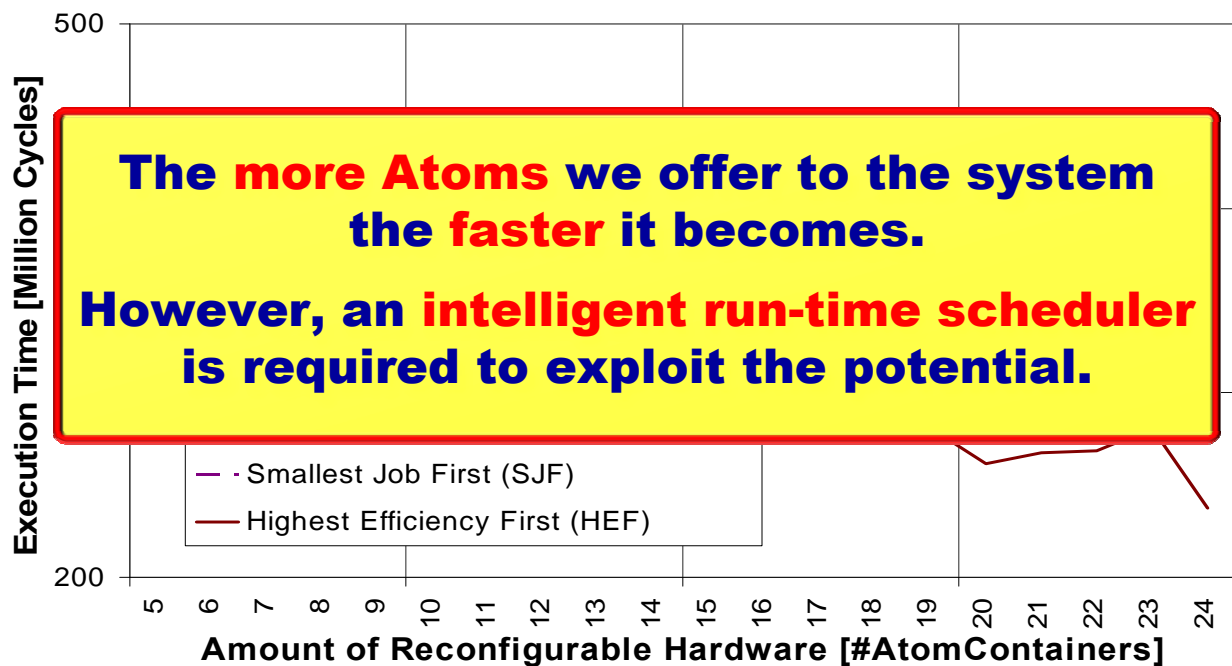 500
Execution Time [Million Cycles]
The more Atoms we offer to the system
the faster it becomes.
However, an intelligent run-time scheduler
is required to exploit the potential.
Smallest Job First (SJF)
Highest Efficiency First (HEF)
200
5 6 7 8 9 10 11 12 13 14 15 16 17 18 19 20 21 22 23 24
Amount of Reconfigurable Hardware [#AtomContainers]